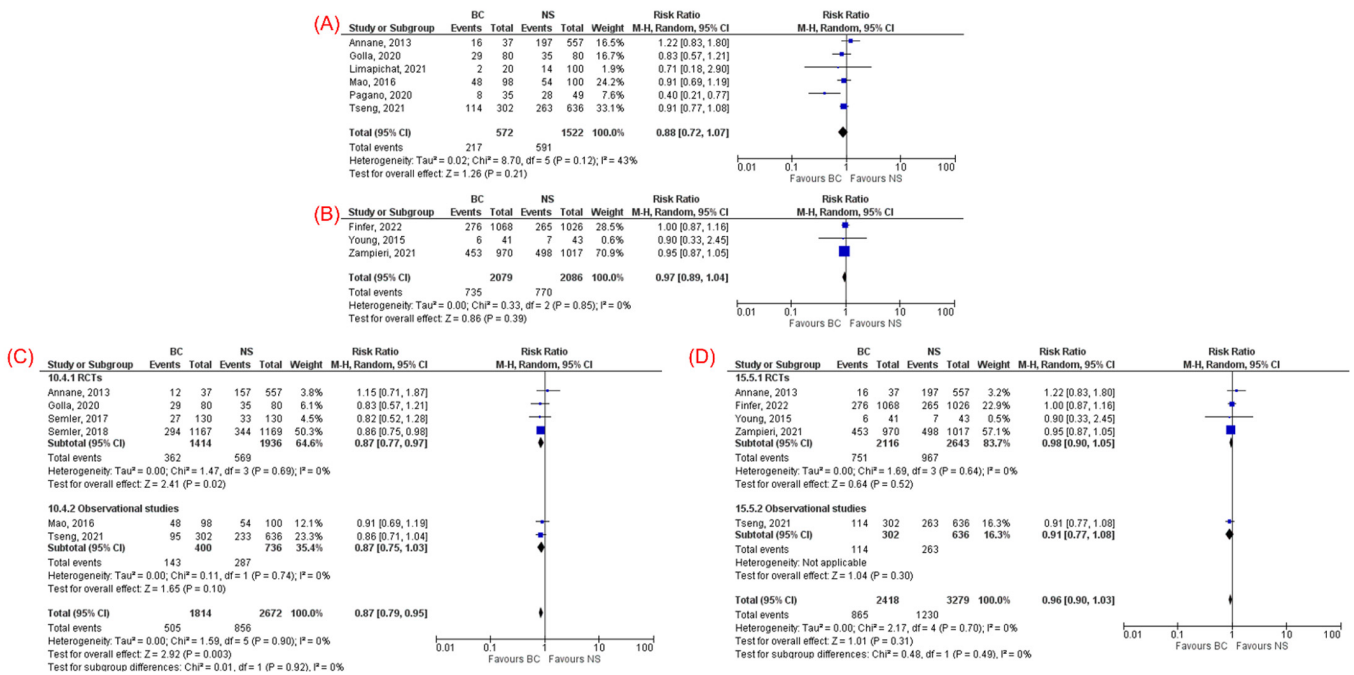 (A)
BC NS Risk Ratio Risk Ratio
Study or Subgroup Events Total Events Total Weight M-H, Random, 95% CI M-H, Random, 95% CI
Annane, 2013 16 37 197 557 16.5% 1.22 [0.83, 1.80]
Golla, 2020 29 80 35 80 16.7% 0.83 [0.57, 1.21]
Limapichat, 2021 2 20 14 100 1.9% 0.71 [0.18, 2.90]
Mao, 2016 48 98 54 100 24.2% 0.91 [0.69, 1.19]
Pagano, 2020 8 35 28 49 7.6% 0.40 [0.21, 0.77]
Tseng, 2021 114 302 263 636 33.1% 0.91 [0.77, 1.08]
Total (95% CI) 572 1522 100.0% 0.88 [0.72, 1.07]
Total events 217 591
Heterogeneity: Tau² = 0.02; Chi² = 8.70, df = 5 (P = 0.12); I² = 43%
Test for overall effect: Z = 1.26 (P = 0.21)
0.01 0.1 1 10 100
Favours BC Favours NS
(B)
BC NS Risk Ratio Risk Ratio
Study or Subgroup Events Total Events Total Weight M-H, Random, 95% CI M-H, Random, 95% CI
Finfer, 2022 276 1068 265 1026 28.5% 1.00 [0.87, 1.16]
Young, 2015 6 41 7 43 0.6% 0.90 [0.33, 2.45]
Zampieri, 2021 453 970 498 1017 70.9% 0.95 [0.87, 1.05]
Total (95% CI) 2079 2086 100.0% 0.97 [0.89, 1.04]
Total events 735 770
Heterogeneity: Tau² = 0.00; Chi² = 0.33, df = 2 (P = 0.85); I² = 0%
Test for overall effect: Z = 0.86 (P = 0.39)
0.01 0.1 1 10 100
Favours BC Favours NS
(C)
BC NS Risk Ratio Risk Ratio
Study or Subgroup Events Total Events Total Weight M-H, Random, 95% CI M-H, Random, 95% CI
10.4.1 RCTs
Annane, 2013 12 37 157 557 3.8% 1.15 [0.71, 1.87]
Golla, 2020 29 80 35 80 6.1% 0.83 [0.57, 1.21]
Semler, 2017 27 130 33 130 4.5% 0.82 [0.52, 1.28]
Semler, 2018 294 1167 344 1169 50.3% 0.86 [0.75, 0.98]
Subtotal (95% CI) 1414 1936 64.6% 0.87 [0.77, 0.97]
Total events 362 569
Heterogeneity: Tau² = 0.00; Chi² = 1.47, df = 3 (P = 0.69); I² = 0%
Test for overall effect: Z = 2.41 (P = 0.02)
10.4.2 Observational studies
Mao, 2016 48 98 54 100 12.1% 0.91 [0.69, 1.19]
Tseng, 2021 95 302 233 636 23.3% 0.86 [0.71, 1.04]
Subtotal (95% CI) 400 736 35.4% 0.87 [0.75, 1.03]
Total events 143 287
Heterogeneity: Tau² = 0.00; Chi² = 0.11, df = 1 (P = 0.74); I² = 0%
Test for overall effect: Z = 1.65 (P = 0.10)
Total (95% CI) 1814 2672 100.0% 0.87 [0.79, 0.95]
Total events 505 856
Heterogeneity: Tau² = 0.00; Chi² = 1.59, df = 5 (P = 0.90); I² = 0%
Test for overall effect: Z = 2.92 (P = 0.003)
Test for subgroup differences: Chi² = 0.01, df = 1 (P = 0.92), I² = 0%
0.01 0.1 1 10 100
Favours BC Favours NS
(D)
BC NS Risk Ratio Risk Ratio
Study or Subgroup Events Total Events Total Weight M-H, Random, 95% CI M-H, Random, 95% CI
15.5.1 RCTs
Annane, 2013 16 37 197 557 3.2% 1.22 [0.83, 1.80]
Finfer, 2022 276 1068 265 1026 22.9% 1.00 [0.87, 1.16]
Young, 2015 6 41 7 43 0.5% 0.90 [0.33, 2.45]
Zampieri, 2021 453 970 498 1017 57.1% 0.95 [0.87, 1.05]
Subtotal (95% CI) 2116 2643 83.7% 0.98 [0.90, 1.05]
Total events 751 967
Heterogeneity: Tau² = 0.00; Chi² = 1.69, df = 3 (P = 0.64); I² = 0%
Test for overall effect: Z = 0.64 (P = 0.52)
15.5.2 Observational studies
Tseng, 2021 114 302 263 636 16.3% 0.91 [0.77, 1.08]
Subtotal (95% CI) 302 636 16.3% 0.91 [0.77, 1.08]
Total events 114 263
Heterogeneity: Not applicable
Test for overall effect: Z = 1.04 (P = 0.30)
Total (95% CI) 2418 3279 100.0% 0.96 [0.90, 1.03]
Total events 865 1230
Heterogeneity: Tau² = 0.00; Chi² = 2.17, df = 4 (P = 0.70); I² = 0%
Test for overall effect: Z = 1.01 (P = 0.31)
Test for subgroup differences: Chi² = 0.48, df = 1 (P = 0.49), I² = 0%
0.01 0.1 1 10 100
Favours BC Favours NS